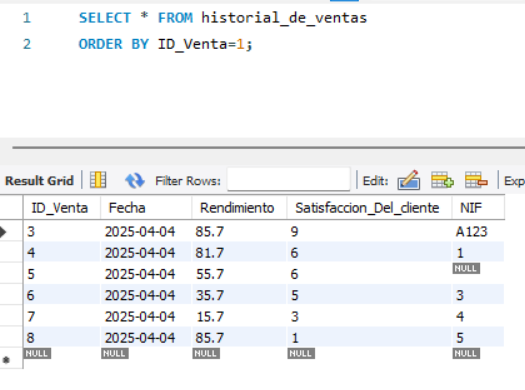 1 SELECT * FROM historial_de_ventas
2 ORDER BY ID_Venta=1;
Result Grid Filter Rows: Edit: Exp
ID_Venta Fecha Rendimiento Satisfaccion_Del_cliente NIF
3 2025-04-04 85.7 9 A123
4 2025-04-04 81.7 6 1
5 2025-04-04 55.7 6 NULL
6 2025-04-04 35.7 5 3
7 2025-04-04 15.7 3 4
8 2025-04-04 85.7 1 5
NULL NULL NULL NULL NULL